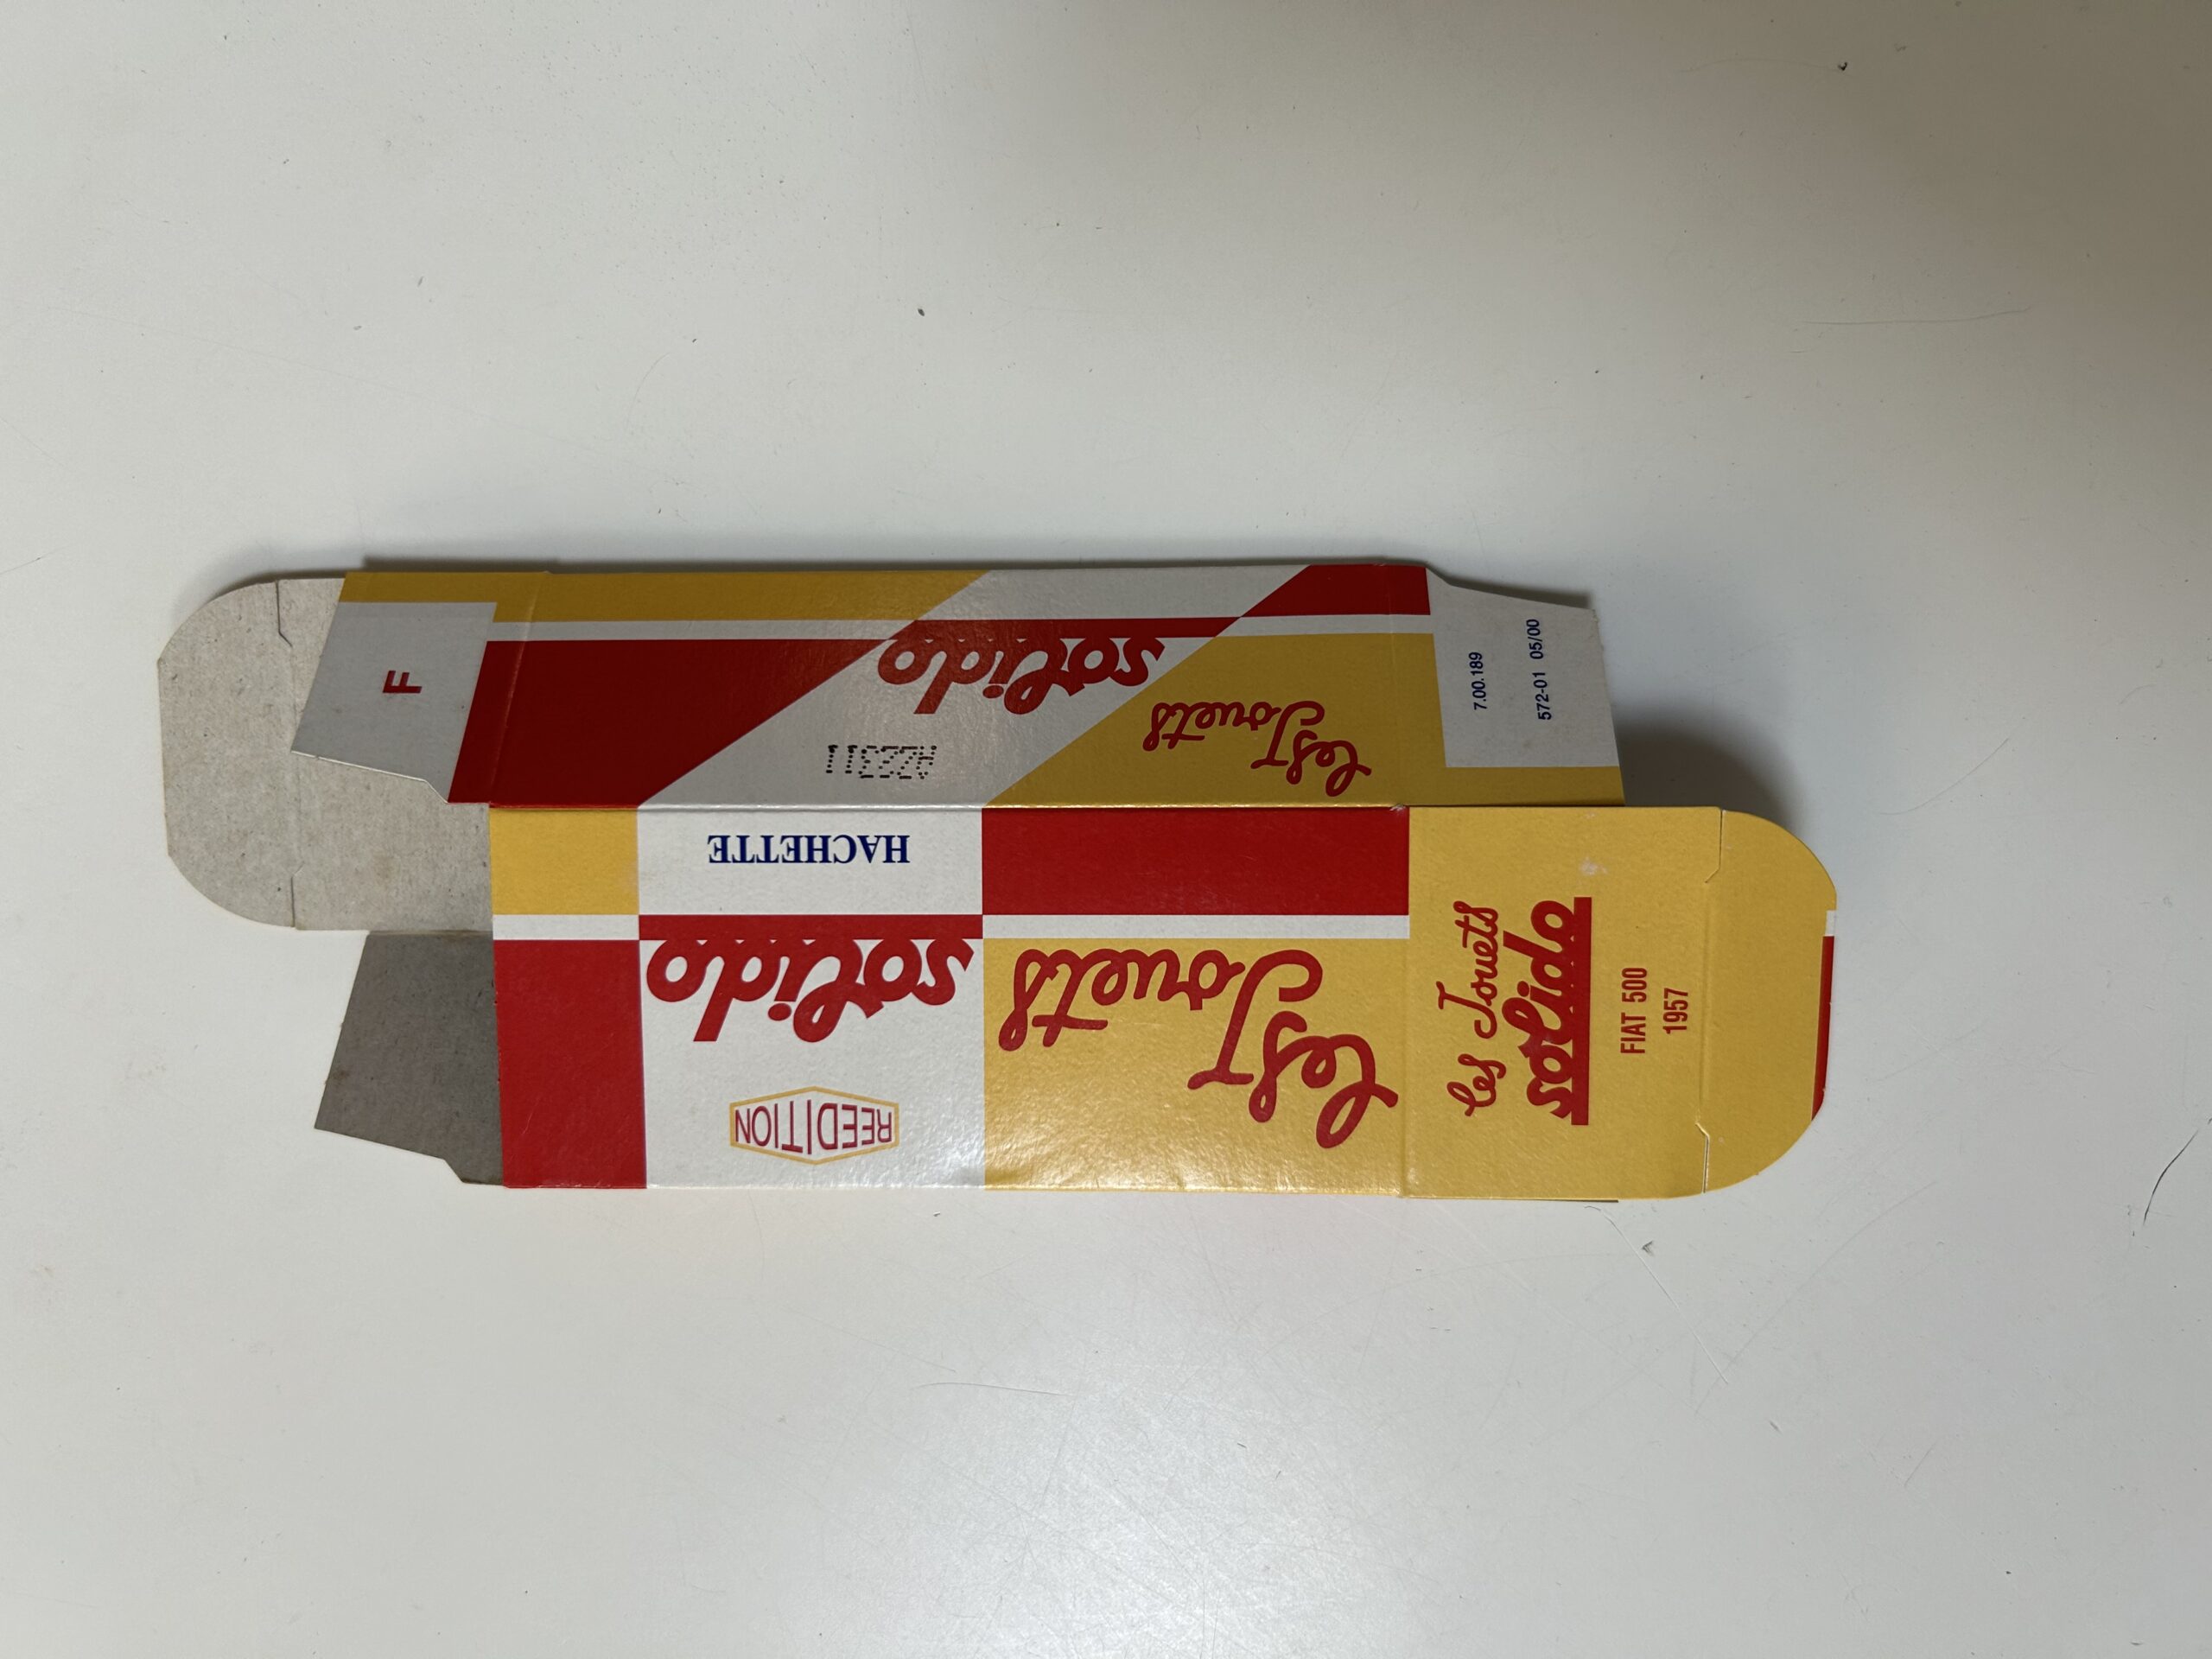 Les Jouets
solido
A22311
F
7.00.189
572-01 05/00
HACHETTE
Les Jouets
solido
REEDITION
Les Jouets
solido
FIAT 500
1957